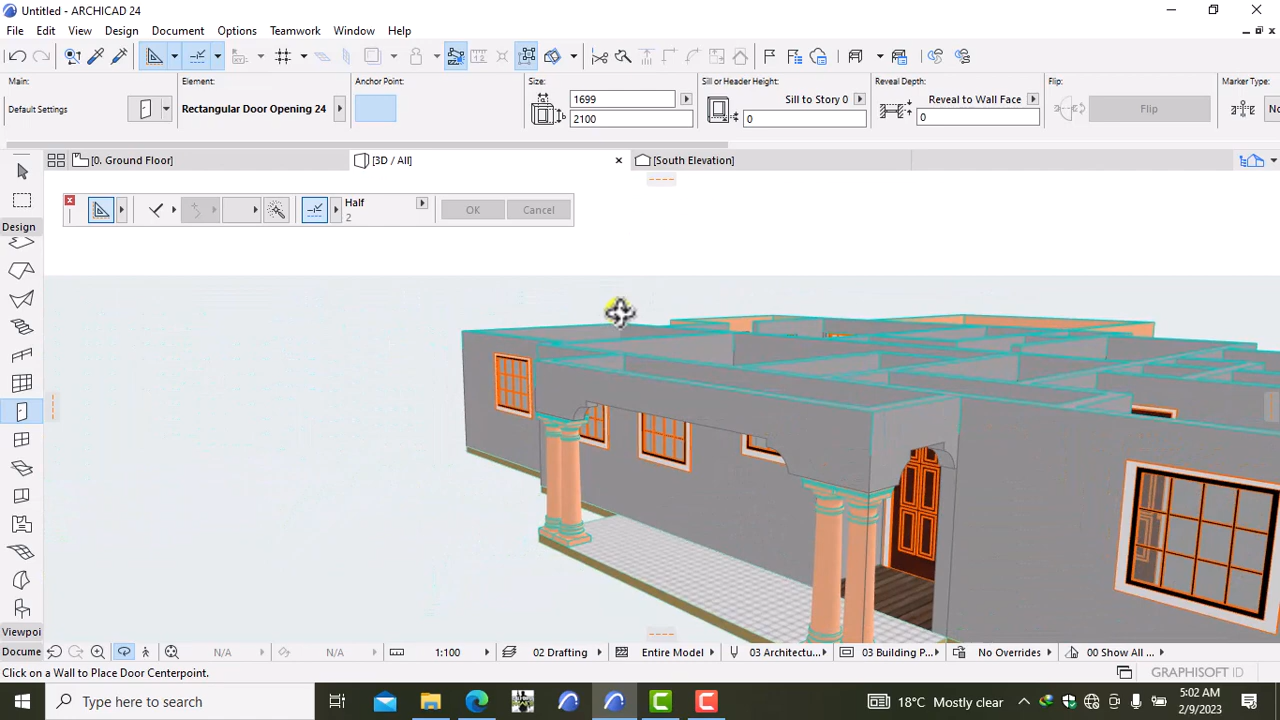 Untitled - ARCHICAD 24
File Edit View Design Document Options Teamwork Window Help
Main:
Default Settings
Element:
Rectangular Door Opening 24
Anchor Point:
Size:
1699
2100
Sill or Header Height:
Sill to Story 0
0
Reveal Depth:
Reveal to Wall Face
0
Flip:
Flip
Marker Type:
No
[0. Ground Floor]
[3D / All]
[South Elevation]
Half
2
OK
Cancel
Design
Viewpoi
Docume
N/A
N/A
1:100
02 Drafting
Entire Model
03 Architectu...
03 Building P...
No Overrides
00 Show All ...
Click on a Wall to Place Door Centerpoint.
GRAPHISOFT ID
Type here to search
18°C Mostly clear
5:02 AM
2/9/2023